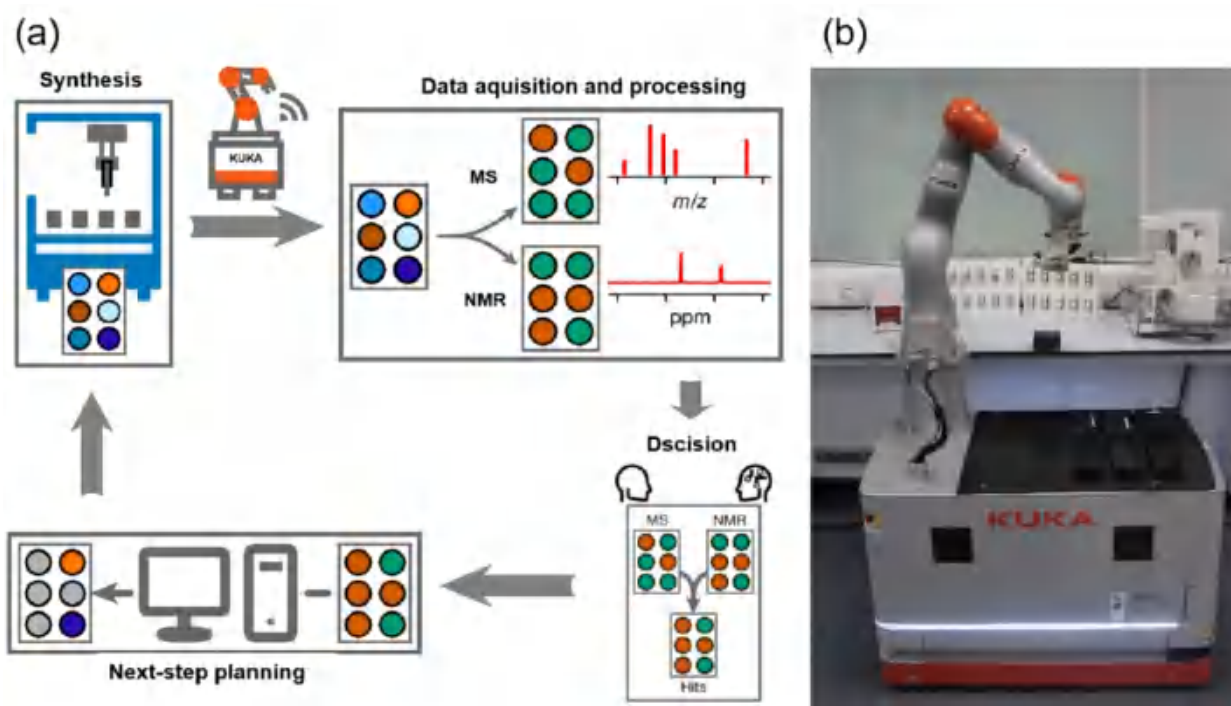 (a)
(b)
Synthesis
KUKA
Data aquisition and processing
MS
m/z
NMR
ppm
Dscision
MS
NMR
Hits
Next-step planning
KUKA